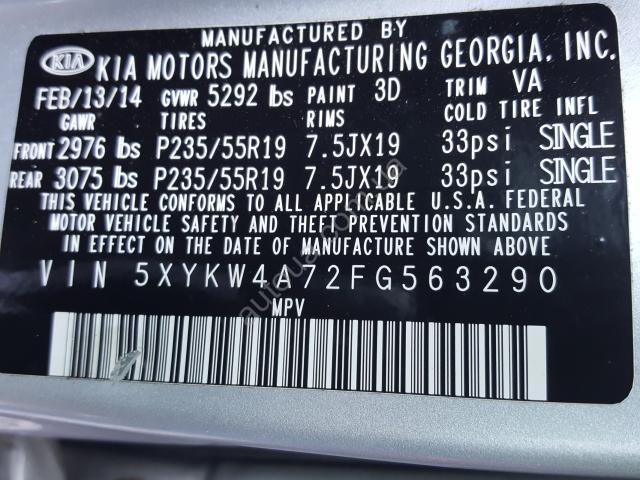 MANUFACTURED BY
KIA KIA MOTORS MANUFACTURING GEORGIA, INC.
FEB/13/14 GVWR 5292 lbs PAINT 3D TRIM VA
GAWR TIRES RIMS COLD TIRE INFL
FRONT 2976 lbs P235/55R19 7.5JX19 33psi SINGLE
REAR 3075 lbs P235/55R19 7.5JX19 33psi SINGLE
THIS VEHICLE CONFORMS TO ALL APPLICABLE U.S.A. FEDERAL
MOTOR VEHICLE SAFETY AND THEFT PREVENTION STANDARDS
IN EFFECT ON THE DATE OF MANUFACTURE SHOWN ABOVE
VIN 5XYKW4A72FG563290
MPV